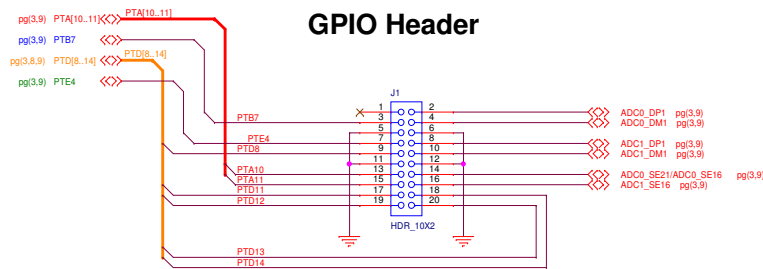 GPIO Header
pg(3,9) PTA[10..11] PTA[10..11]
pg(3,9) PTB7
pg(3,8,9) PTD[8..14] PTD[8..14]
pg(3,9) PTE4
J1
1 2 ADC0_DP1 pg(3,9)
PTB7 3 4 ADC0_DM1 pg(3,9)
5 6
PTE4 7 8 ADC1_DP1 pg(3,9)
PTD8 9 10 ADC1_DM1 pg(3,9)
11 12
PTA10 13 14 ADC0_SE21/ADC0_SE16 pg(3,9)
PTA11 15 16 ADC1_SE16 pg(3,9)
PTD11 17 18
PTD12 19 20
HDR_10X2
PTD13
PTD14